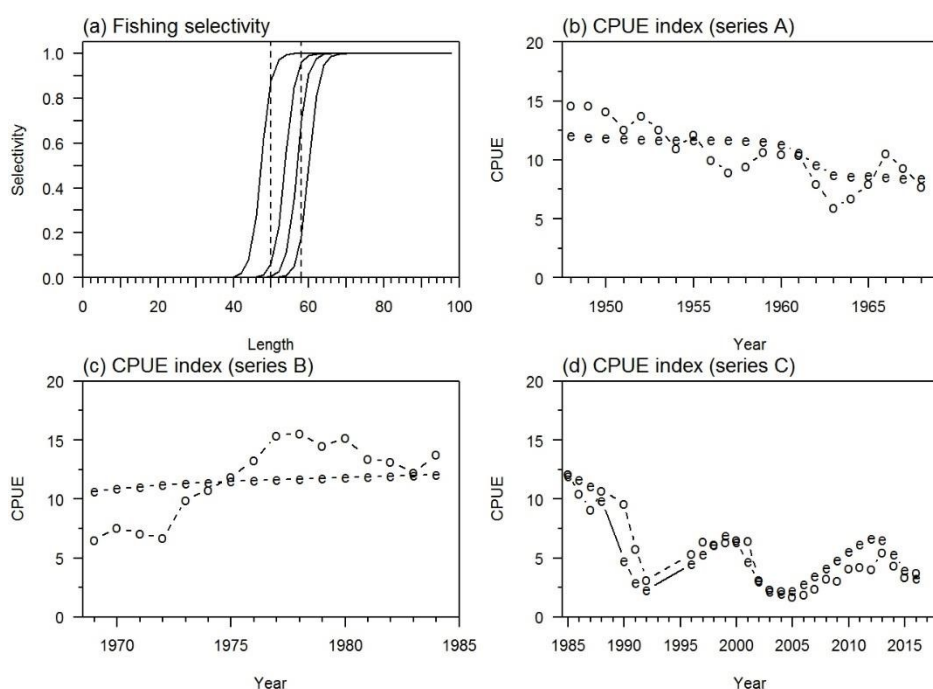 (a) Fishing selectivity
Selectivity
1.0
0.8
0.6
0.4
0.2
0.0
0 20 40 60 80 100
Length
(b) CPUE index (series A)
CPUE
20
15
10
5
0
1950 1955 1960 1965
Year
(c) CPUE index (series B)
CPUE
20
15
10
5
0
1970 1975 1980 1985
Year
(d) CPUE index (series C)
CPUE
20
15
10
5
0
1985 1990 1995 2000 2005 2010 2015
Year